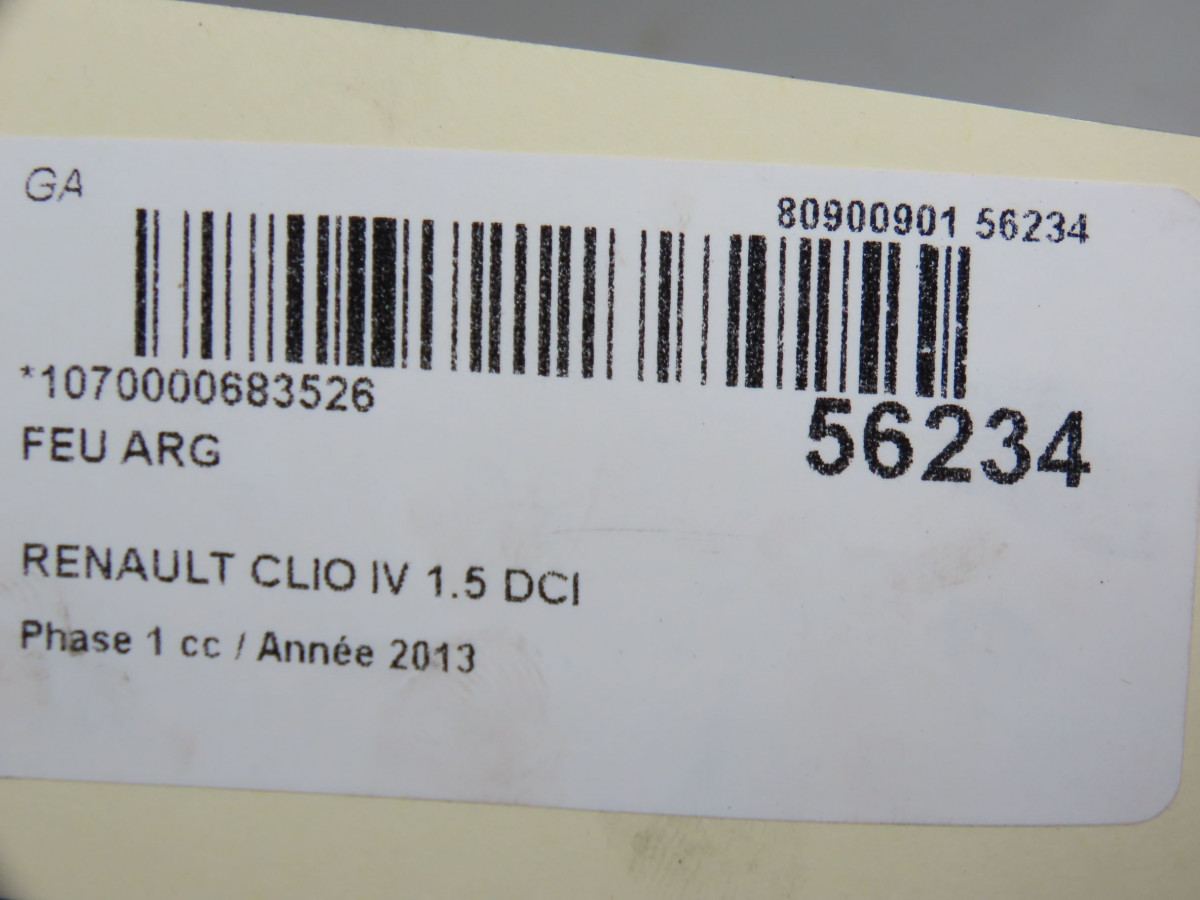 GA
80900901 56234
*1070000683526
56234
FEU ARG
RENAULT CLIO IV 1.5 DCI
Phase 1 cc / Année 2013